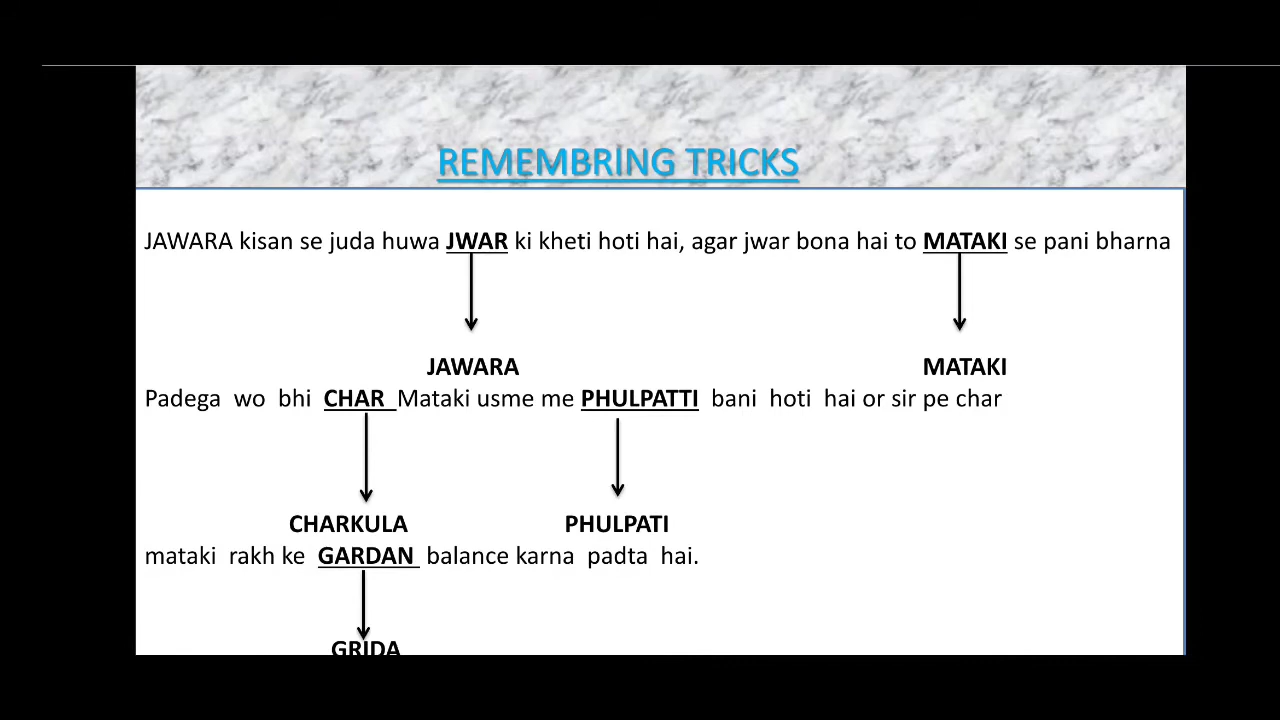 REMEMBRING TRICKS
JAWARA kisan se juda huwa JWAR ki kheti hoti hai, agar jwar bona hai to MATAKI se pani bharna
JAWARA MATAKI
Padega wo bhi CHAR Mataki usme me PHULPATTI bani hoti hai or sir pe char
CHARKULA PHULPATI
mataki rakh ke GARDAN balance karna padta hai.
GRIDA